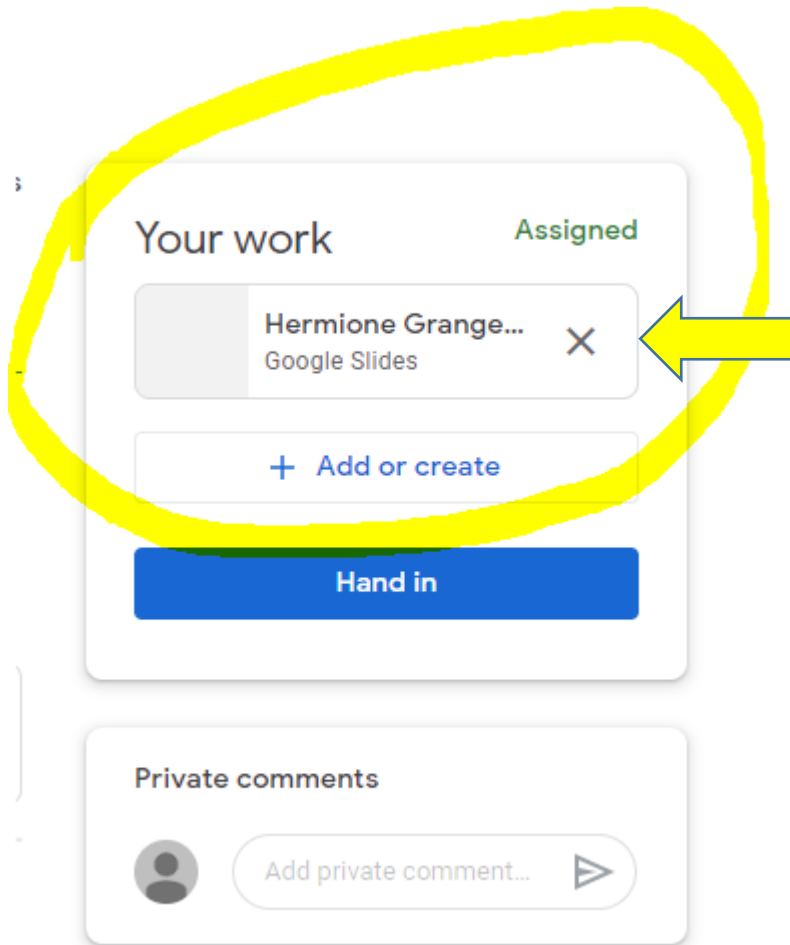 s
Your work
Assigned
Hermione Grange...
Google Slides
+ Add or create
Hand in
Private comments
Add private comment...